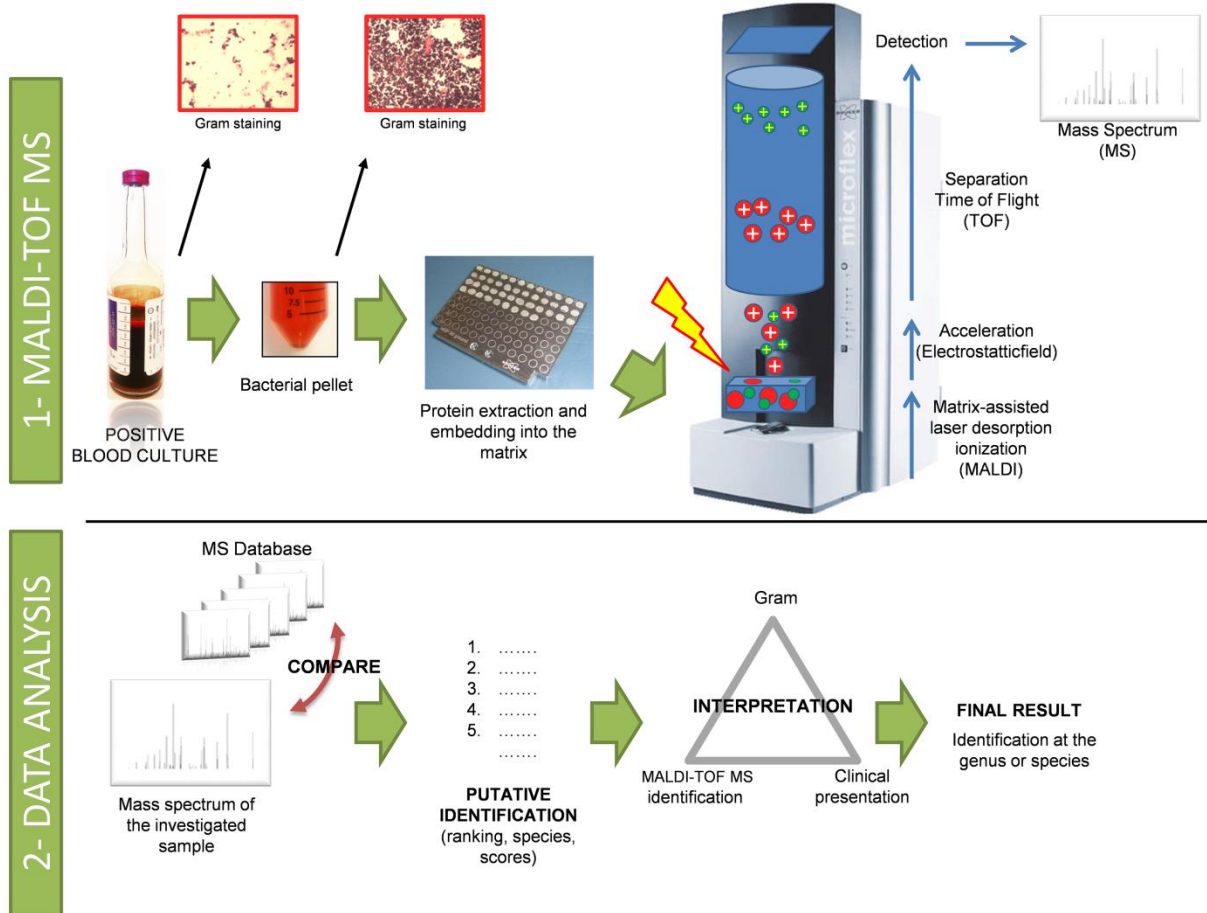 1- MALDI-TOF MS
Gram staining
Gram staining
POSITIVE
BLOOD CULTURE
10
7.5
5
Bacterial pellet
Protein extraction and
embedding into the
matrix
microflex
Detection
Mass Spectrum
(MS)
Separation
Time of Flight
(TOF)
Acceleration
(Electrostatticfield)
Matrix-assisted
laser desorption
ionization
(MALDI)
2- DATA ANALYSIS
MS Database
COMPARE
Mass spectrum of
the investigated
sample
1. …….
2. …….
3. …….
4. …….
5. …….
…….
PUTATIVE
IDENTIFICATION
(ranking, species,
scores)
Gram
INTERPRETATION
MALDI-TOF MS
identification
Clinical
presentation
FINAL RESULT
Identification at the
genus or species